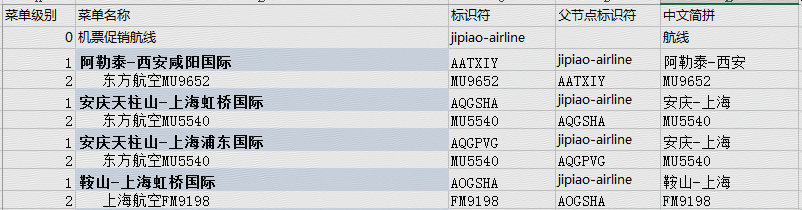 菜单级别 菜单名称 标识符 父节点标识符 中文简拼
0 机票促销航线 jipiao-airline 航线
1 阿勒泰-西安咸阳国际 AATXIY jipiao-airline 阿勒泰-西安
2 东方航空MU9652 MU9652 AATXIY MU9652
1 安庆天柱山-上海虹桥国际 AQGSHA jipiao-airline 安庆-上海
2 东方航空MU5540 MU5540 AQGSHA MU5540
1 安庆天柱山-上海浦东国际 AQGPVG jipiao-airline 安庆-上海
2 东方航空MU5540 MU5540 AQGPVG MU5540
1 鞍山-上海虹桥国际 AOGSHA jipiao-airline 鞍山-上海
2 上海航空FM9198 FM9198 AOGSHA FM9198